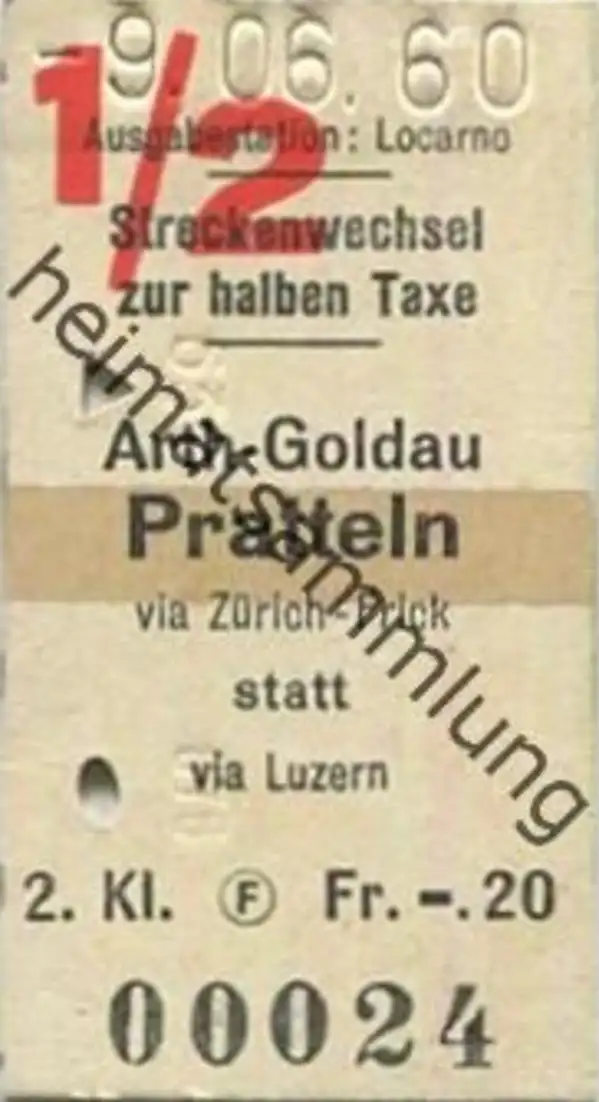 - 9. 06. 60
1/2
Ausgabestation: Locarno
Streckenwechsel
zur halben Taxe
Arth-Goldau
Pratteln
via Zürich-Frick
statt
via Luzern
2. Kl. Ⓕ Fr. -.20
00024
heimatsammlung